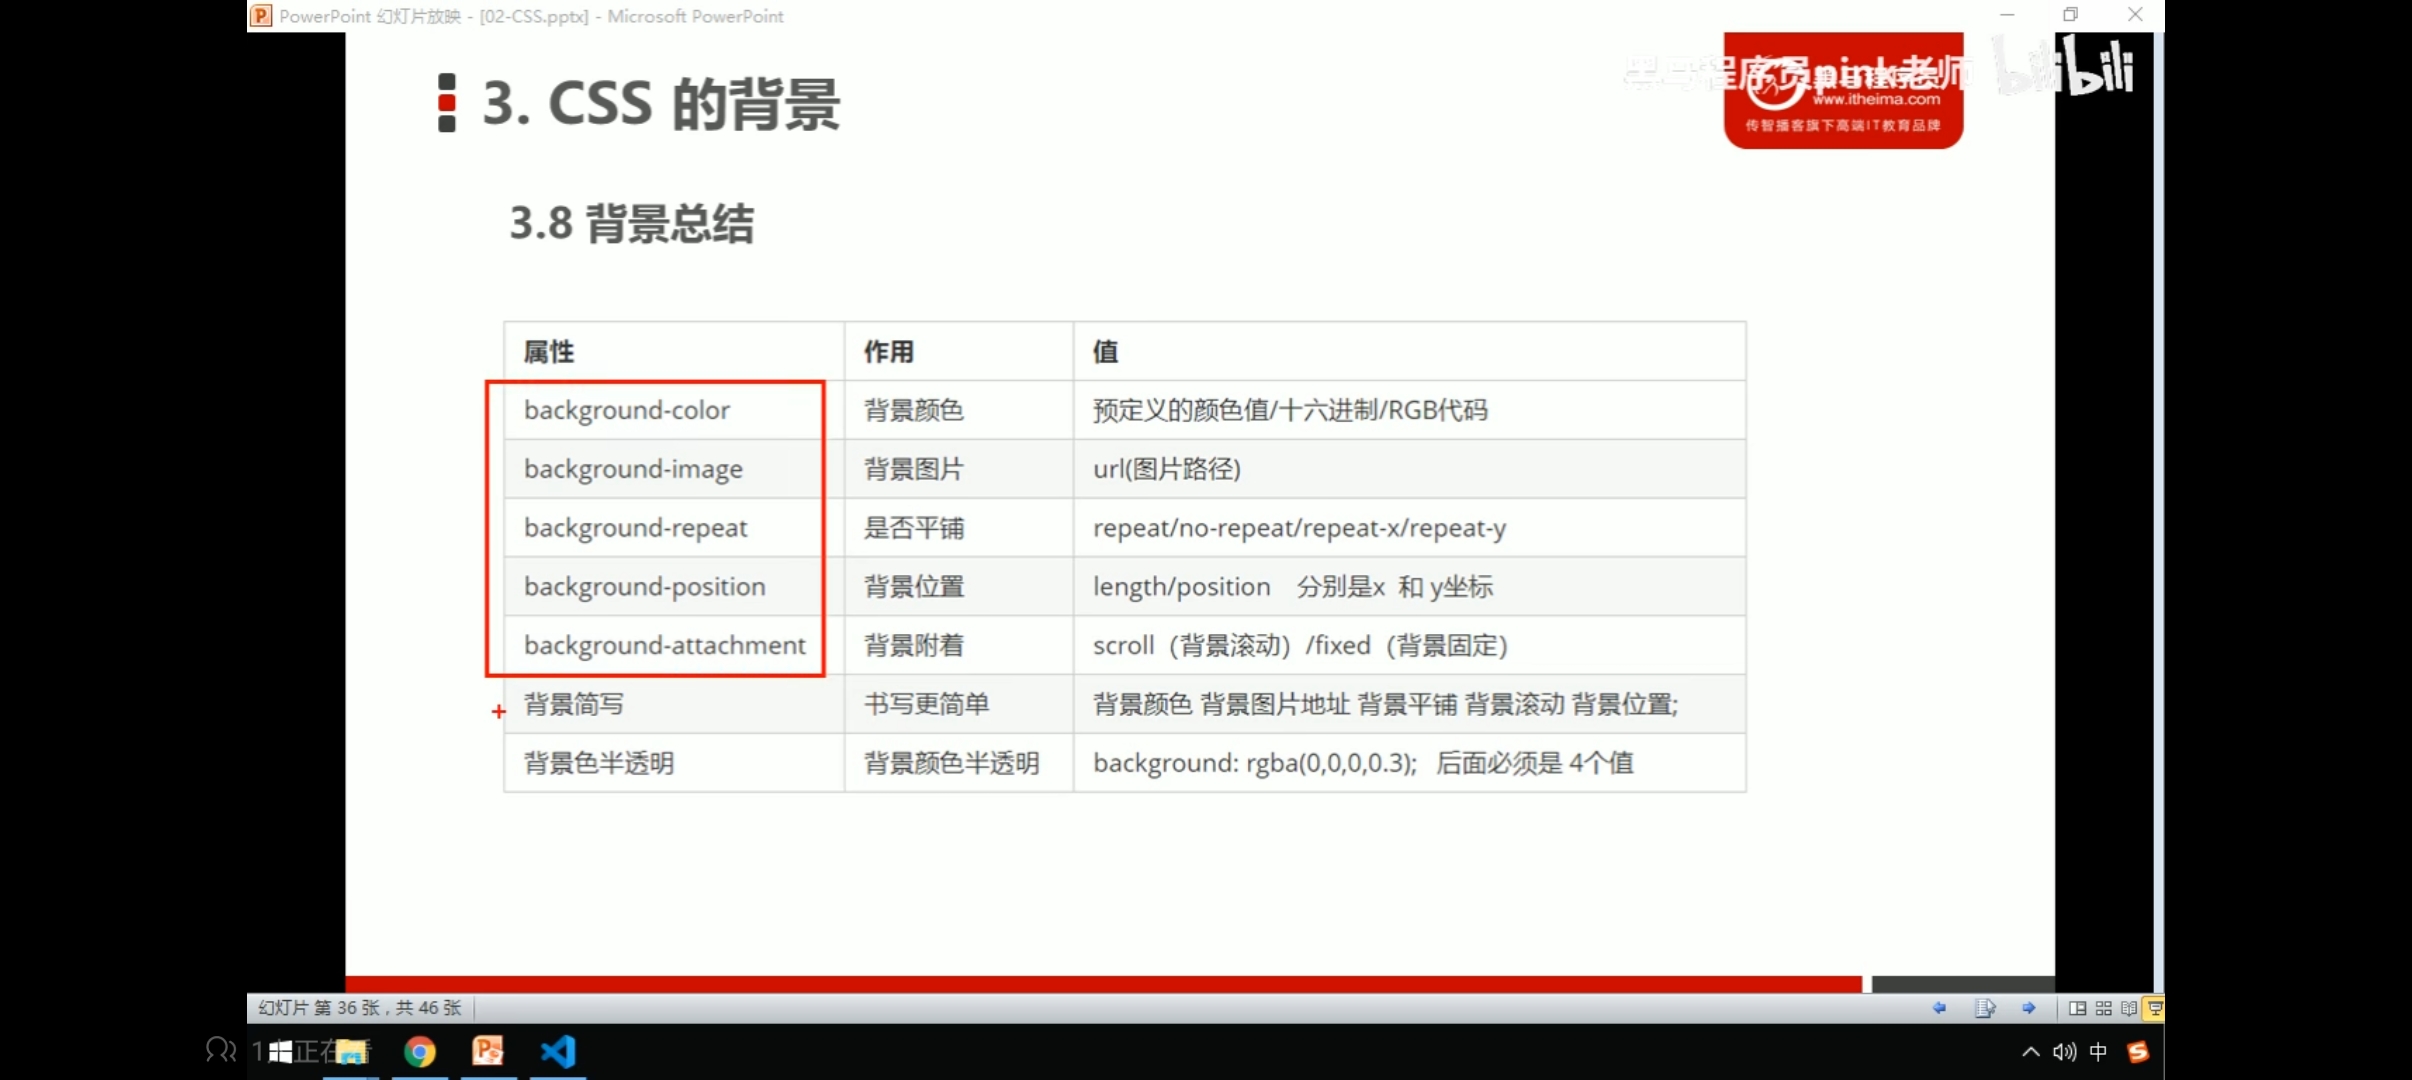 PowerPoint 幻灯片放映 - [02-CSS.pptx] - Microsoft PowerPoint
3. CSS 的背景
黑马程序员pink老师
bilibili
www.itheima.com
传智播客旗下高端IT教育品牌
3.8 背景总结
属性 作用 值
background-color 背景颜色 预定义的颜色值/十六进制/RGB代码
background-image 背景图片 url(图片路径)
background-repeat 是否平铺 repeat/no-repeat/repeat-x/repeat-y
background-position 背景位置 length/position 分别是x 和 y坐标
background-attachment 背景附着 scroll（背景滚动）/fixed（背景固定）
背景简写 书写更简单 背景颜色 背景图片地址 背景平铺 背景滚动 背景位置;
背景色半透明 背景颜色半透明 background: rgba(0,0,0,0.3); 后面必须是 4个值
幻灯片 第 36 张，共 46 张
中